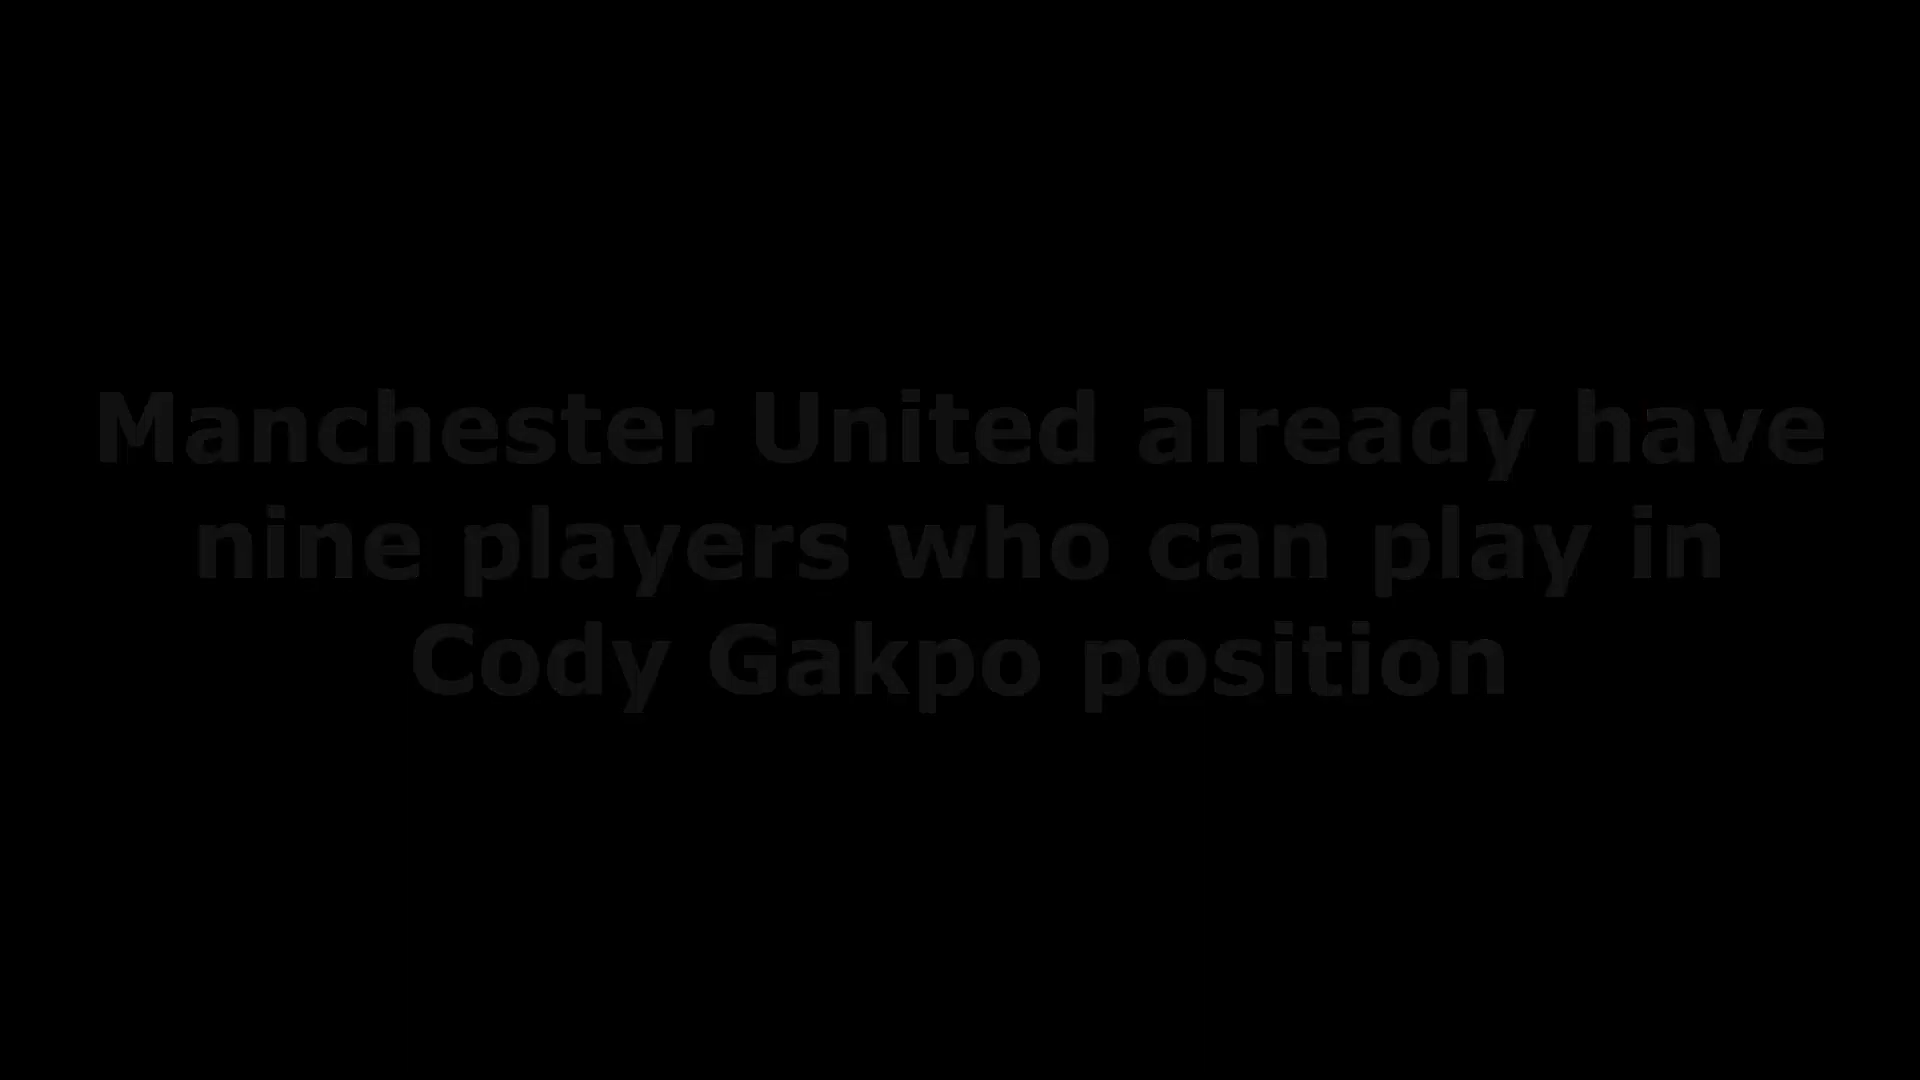 Manchester United already have
nine players who can play in
Cody Gakpo position